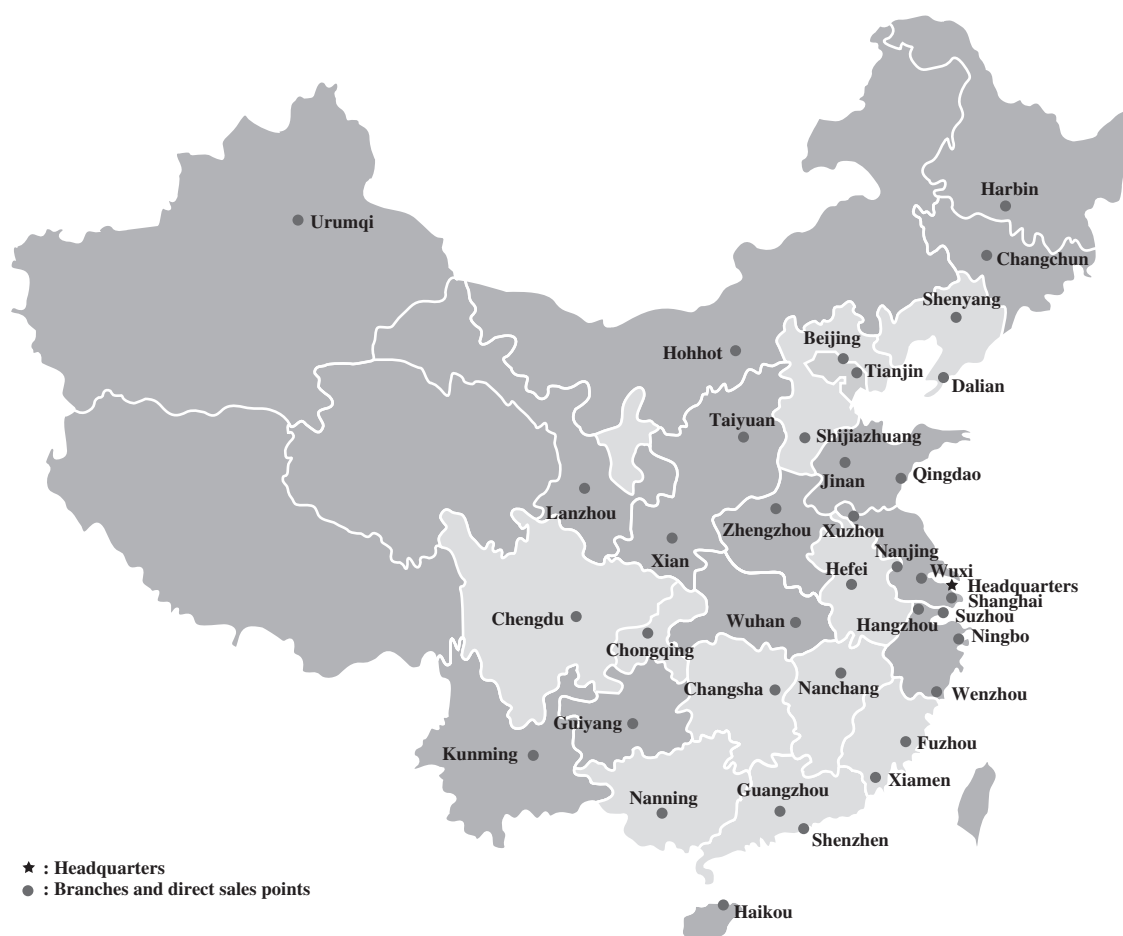 Harbin
Urumqi
Changchun
Shenyang
Beijing
Hohhot
Tianjin
Dalian
Taiyuan
Shijiazhuang
Jinan
Qingdao
Lanzhou
Zhengzhou
Xuzhou
Xian
Nanjing
Hefei
Wuxi
Headquarters
Shanghai
Suzhou
Chengdu
Wuhan
Hangzhou
Ningbo
Chongqing
Changsha
Nanchang
Wenzhou
Guiyang
Kunming
Fuzhou
Xiamen
Nanning
Guangzhou
Shenzhen
: Headquarters
: Branches and direct sales points
Haikou